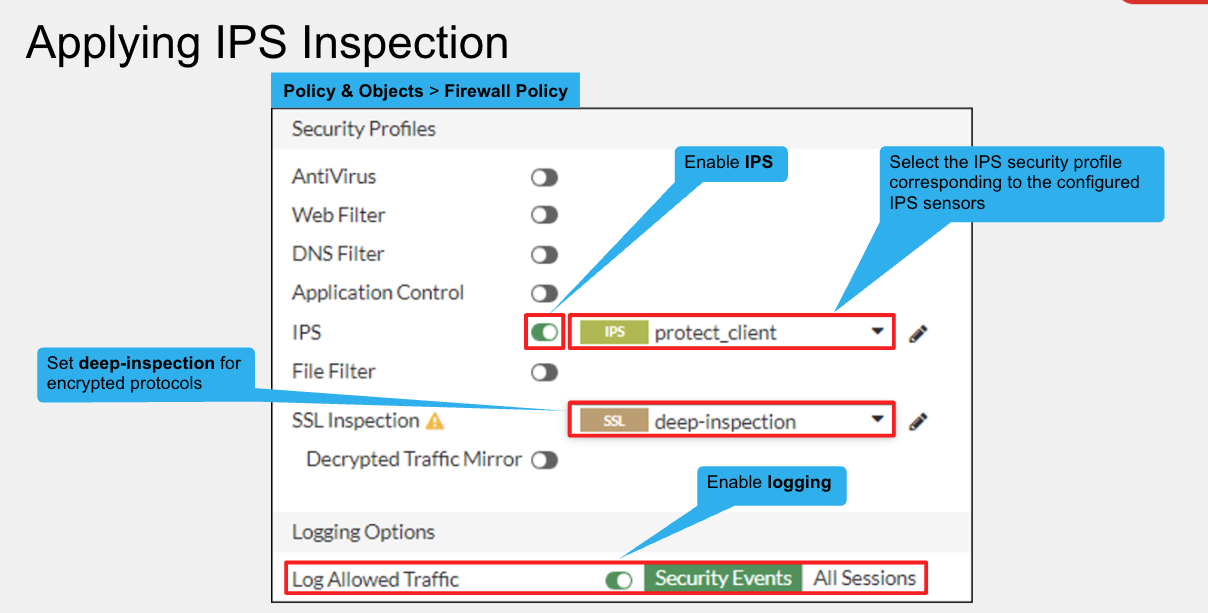 Applying IPS Inspection
Policy & Objects > Firewall Policy
Security Profiles
Enable IPS
Select the IPS security profile
corresponding to the configured
IPS sensors
AntiVirus
Web Filter
DNS Filter
Application Control
IPS IPS protect_client
Set deep-inspection for
encrypted protocols
File Filter
SSL Inspection SSL deep-inspection
Decrypted Traffic Mirror
Enable logging
Logging Options
Log Allowed Traffic Security Events All Sessions